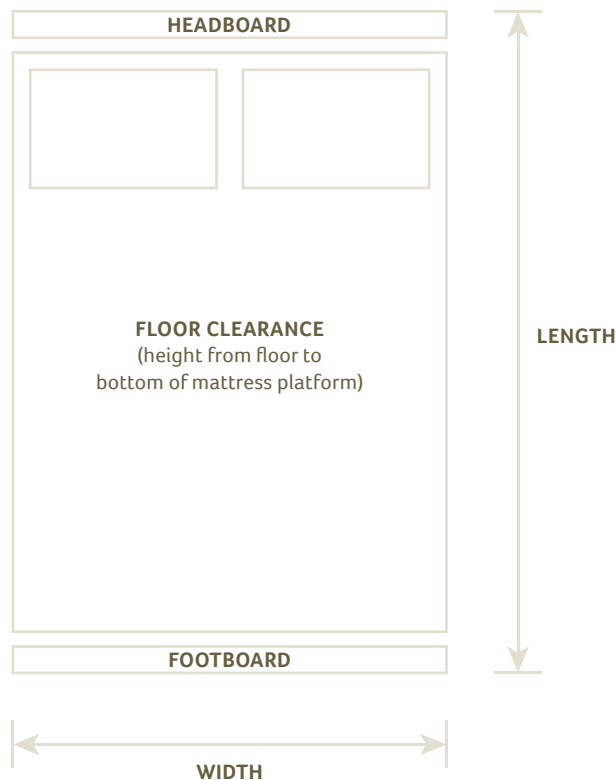 HEADBOARD
FLOOR CLEARANCE
(height from floor to
bottom of mattress platform)
LENGTH
FOOTBOARD
WIDTH